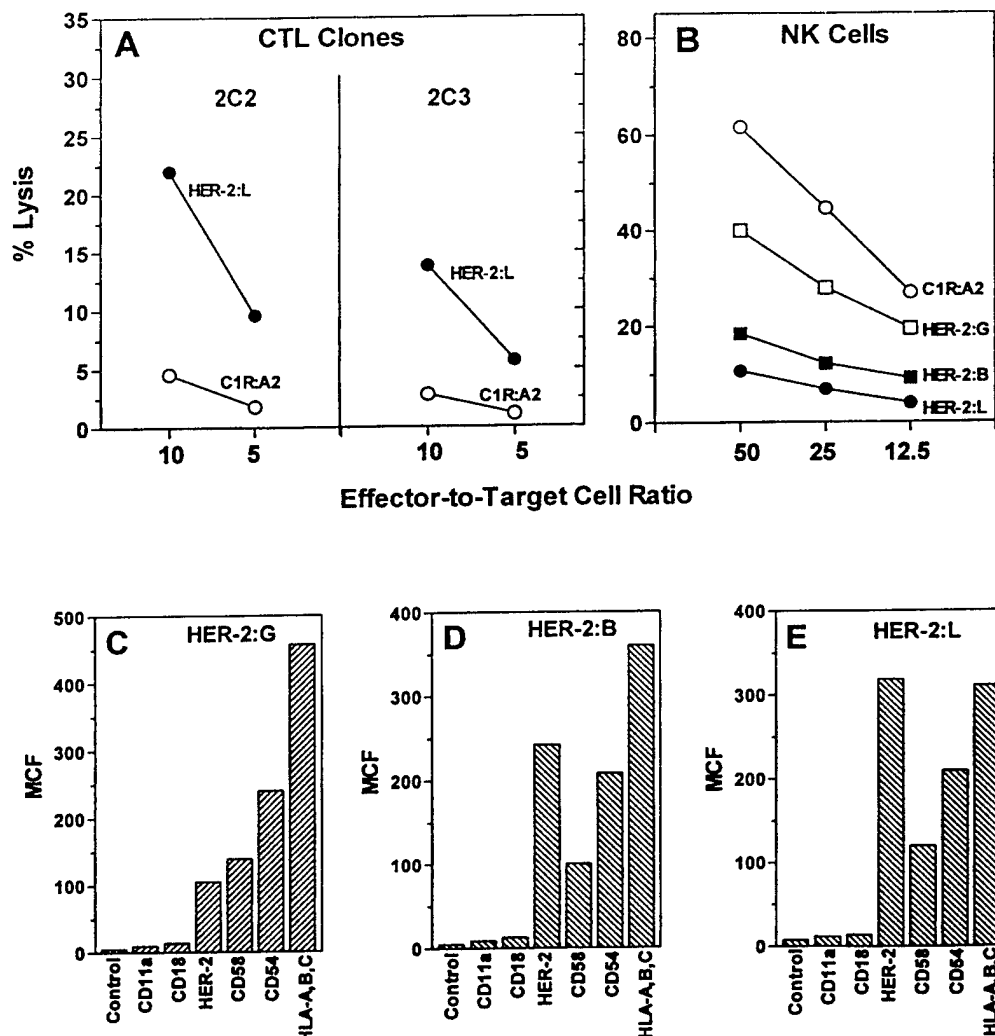 A
CTL Clones
2C2
2C3
HER-2:L
C1R:A2
HER-2:L
C1R:A2
35
30
25
20
15
10
5
0
% Lysis
10
5
10
5
B
NK Cells
80
60
40
20
0
C1R:A2
HER-2:G
HER-2:B
HER-2:L
50
25
12.5
Effector-to-Target Cell Ratio
C
HER-2:G
500
400
300
200
100
0
MCF
Control
CD11a
CD18
HER-2
CD58
CD54
HLA-A,B,C
D
HER-2:B
400
300
200
100
0
MCF
Control
CD11a
CD18
HER-2
CD58
CD54
HLA-A,B,C
E
HER-2:L
400
300
200
100
0
MCF
Control
CD11a
CD18
HER-2
CD58
CD54
HLA-A,B,C